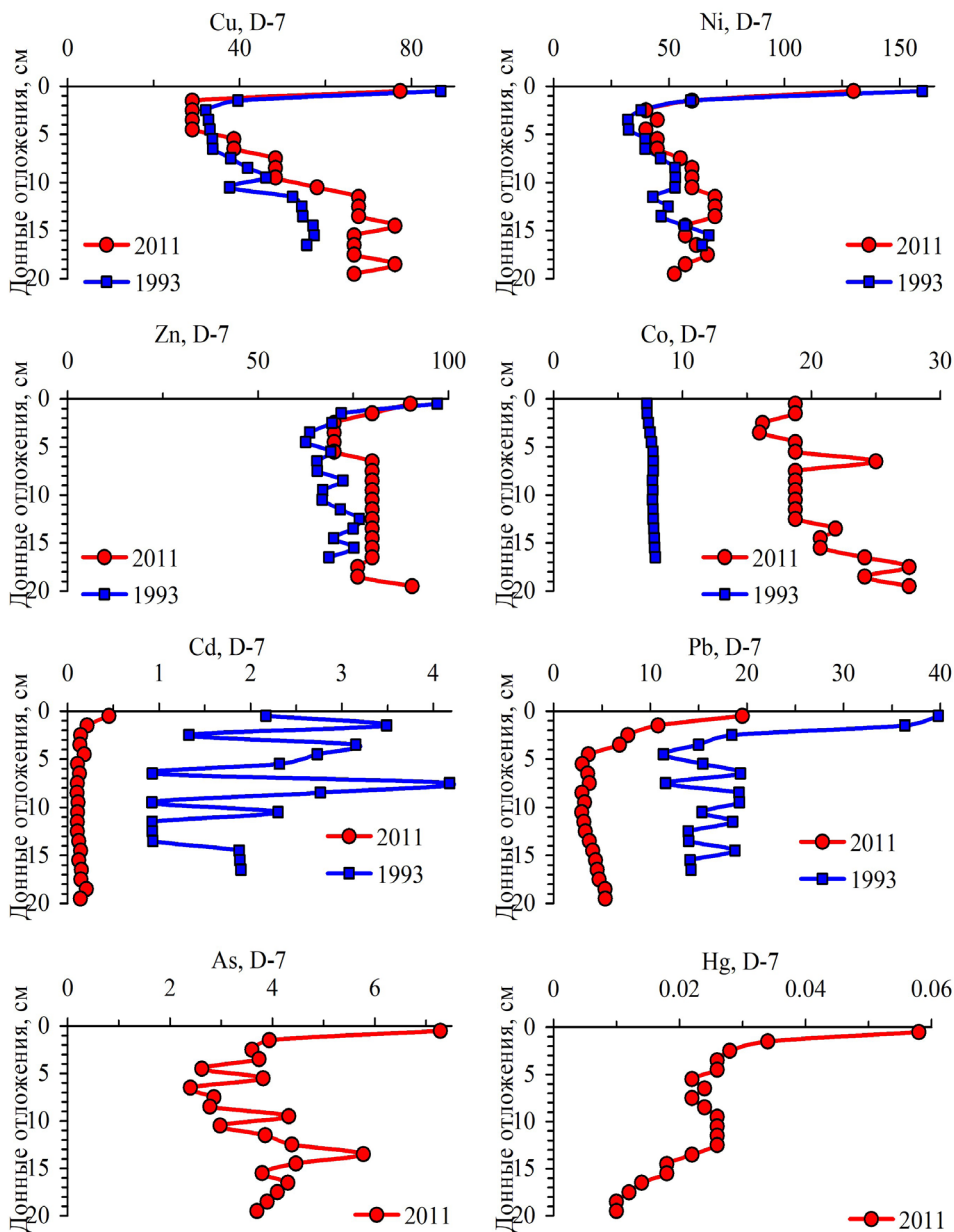 Cu, D-7
0 40 80
Донные отложения, см
0
5
10
15
20
2011
1993
Ni, D-7
0 50 100 150
Донные отложения, см
0
5
10
15
20
2011
1993
Zn, D-7
0 50 100
Донные отложения, см
0
5
10
15
20
2011
1993
Co, D-7
0 10 20 30
Донные отложения, см
0
5
10
15
20
2011
1993
Cd, D-7
0 1 2 3 4
Донные отложения, см
0
5
10
15
20
2011
1993
Pb, D-7
0 10 20 30 40
Донные отложения, см
0
5
10
15
20
2011
1993
As, D-7
0 2 4 6
Донные отложения, см
0
5
10
15
20
2011
Hg, D-7
0 0.02 0.04 0.06
Донные отложения, см
0
5
10
15
20
2011